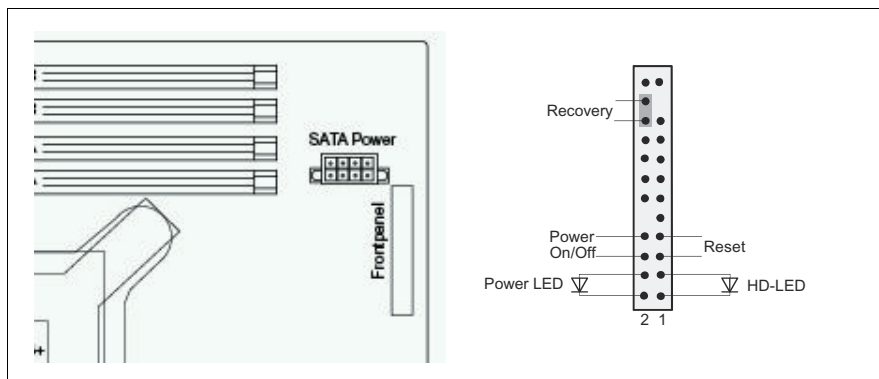 SATA Power
Frontpanel
Recovery
Power
On/Off
Reset
Power LED
HD-LED
2 1